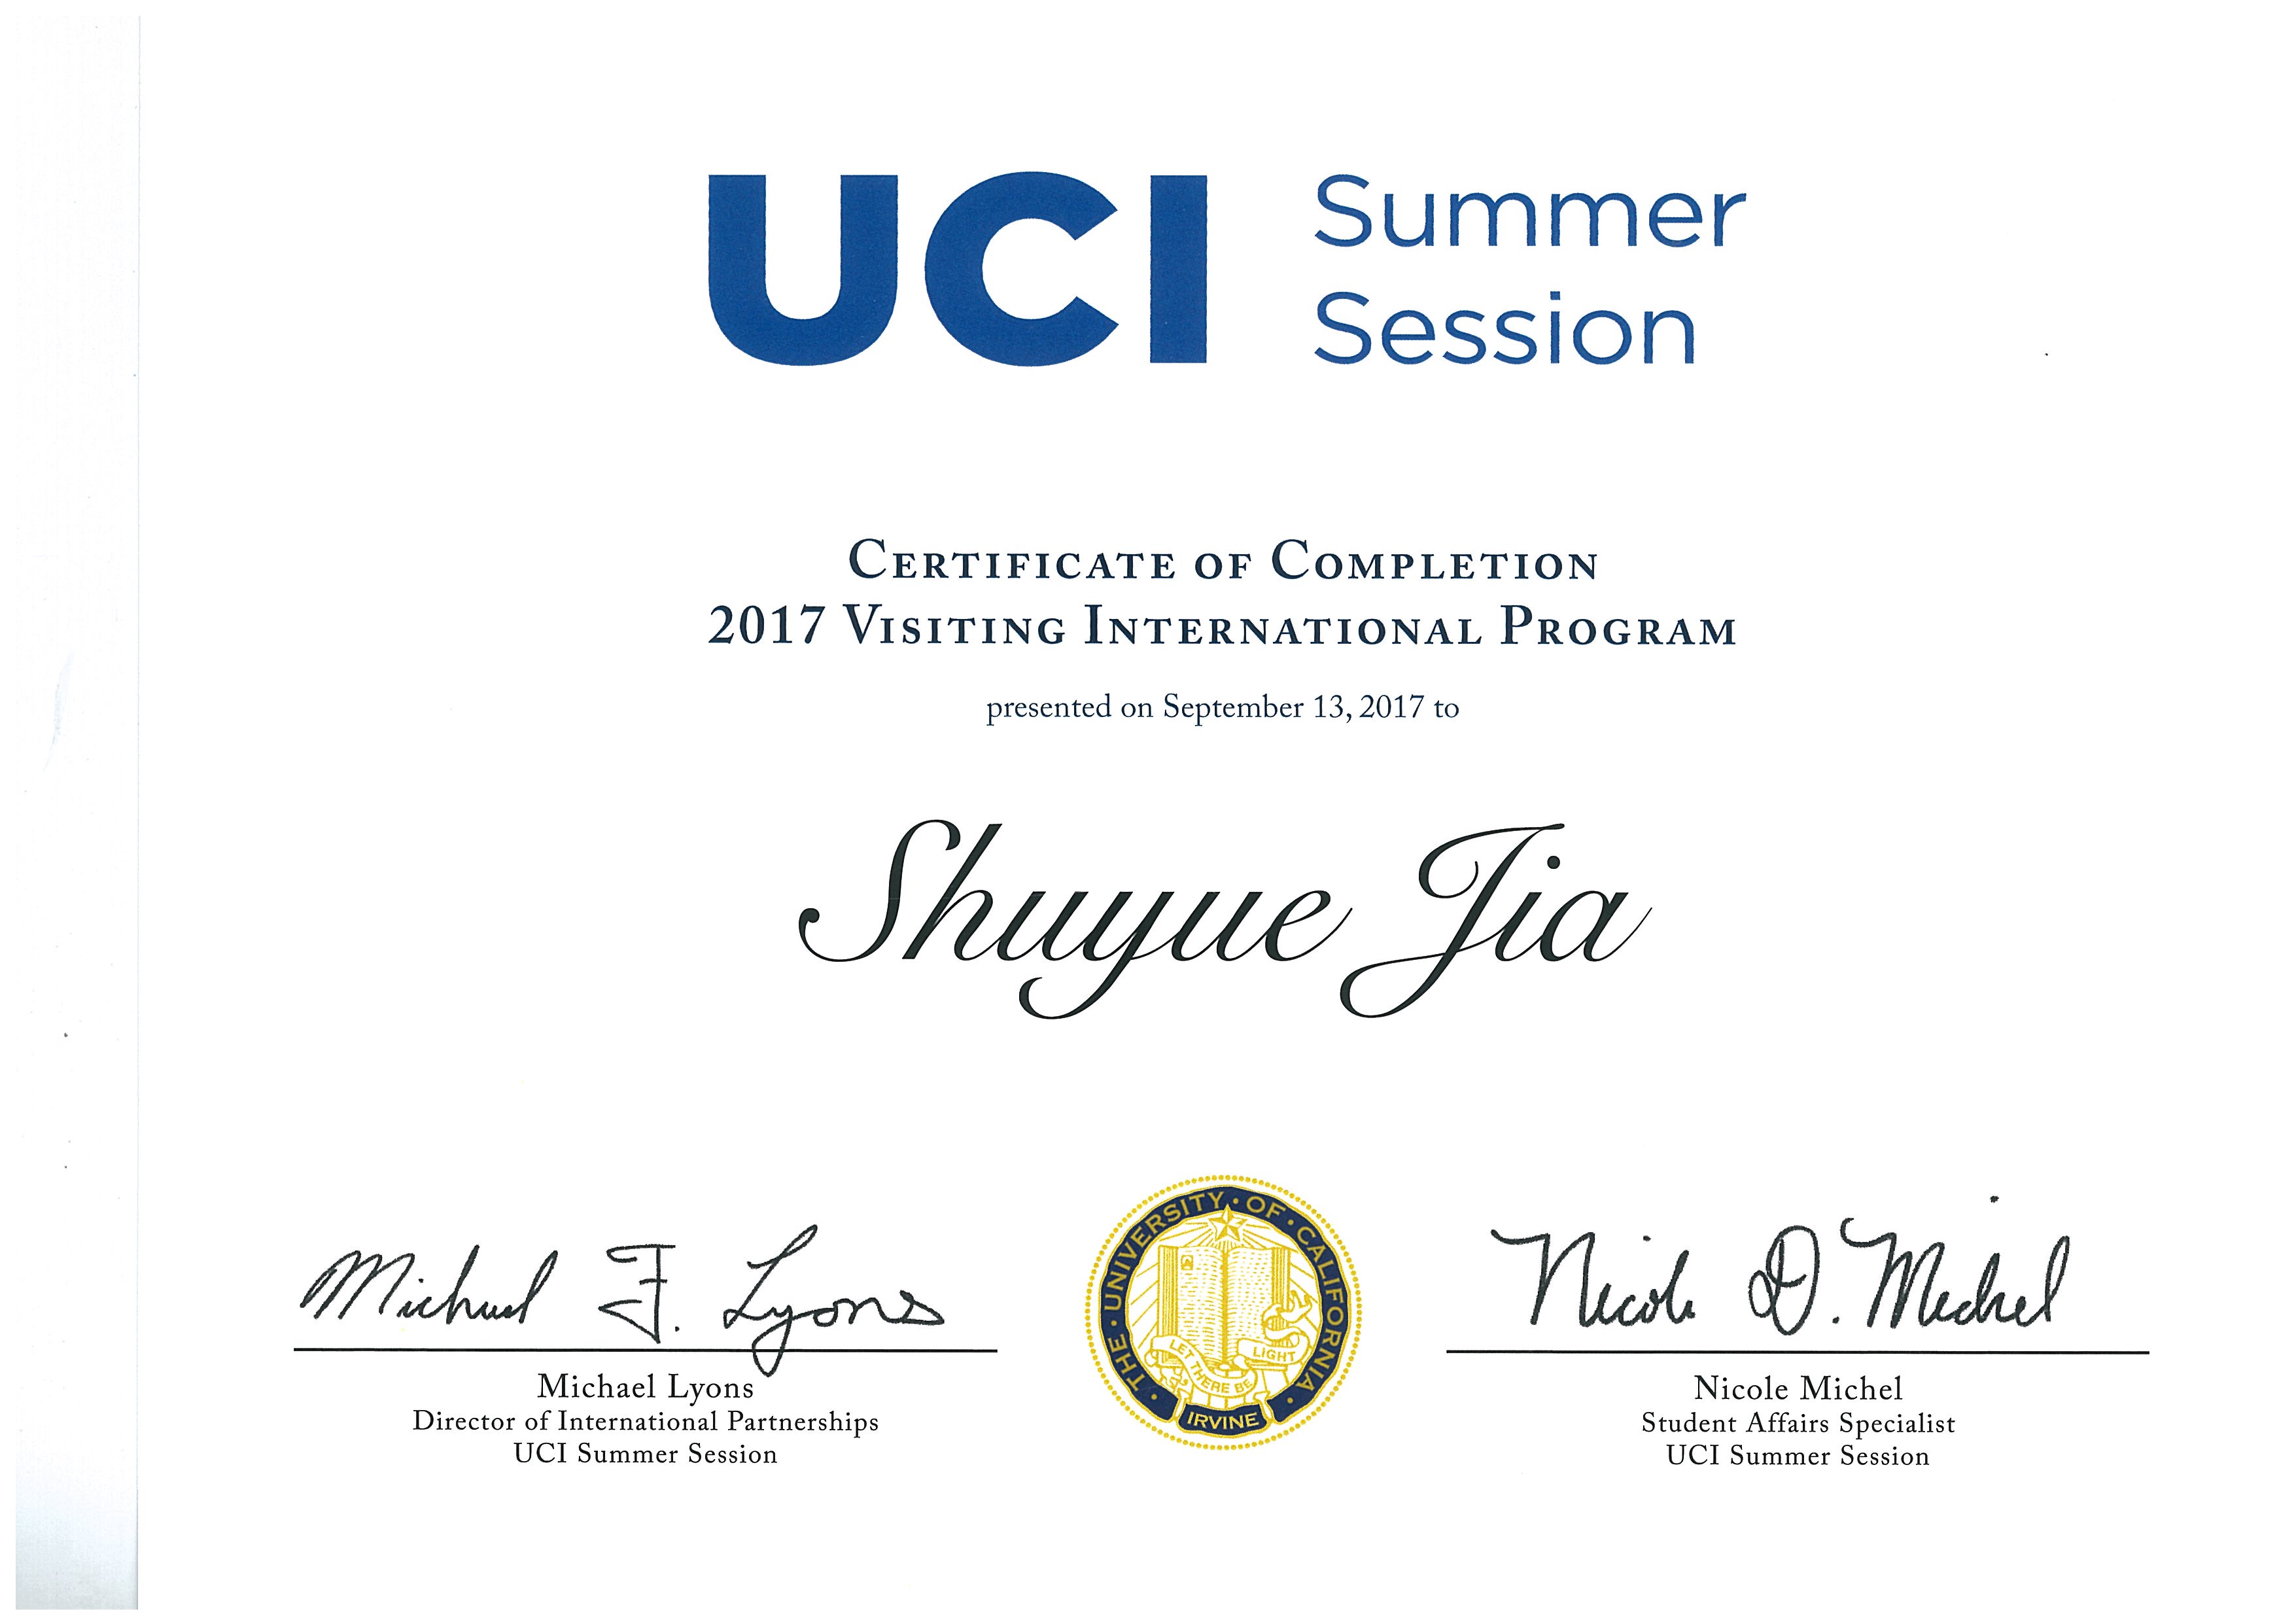 UCI Summer
Session
CERTIFICATE OF COMPLETION
2017 VISITING INTERNATIONAL PROGRAM
presented on September 13, 2017 to
Shuyue Jia
Michael F. Lyons
Michael Lyons
Director of International Partnerships
UCI Summer Session
THE · UNIVERSITY · OF · CALIFORNIA
LET THERE BE LIGHT
IRVINE
Nicole D. Michel
Nicole Michel
Student Affairs Specialist
UCI Summer Session